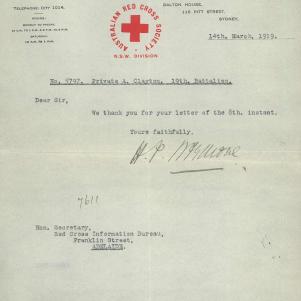 TELEPHONE: CITY 1014.
AUSTRALIAN RED CROSS SOCIETY
N.S.W. DIVISION
DALTON HOUSE,
115 PITT STREET,
SYDNEY.
14th. March, 1919.
No. 5797. Private A. Clayton. 19th. Battalion.
Dear Sir,
We thank you for your letter of the 8th. instant.
Yours faithfully,
7611
Hon. Secretary,
Red Cross Information Bureau,
Franklin Street,
ADELAIDE.